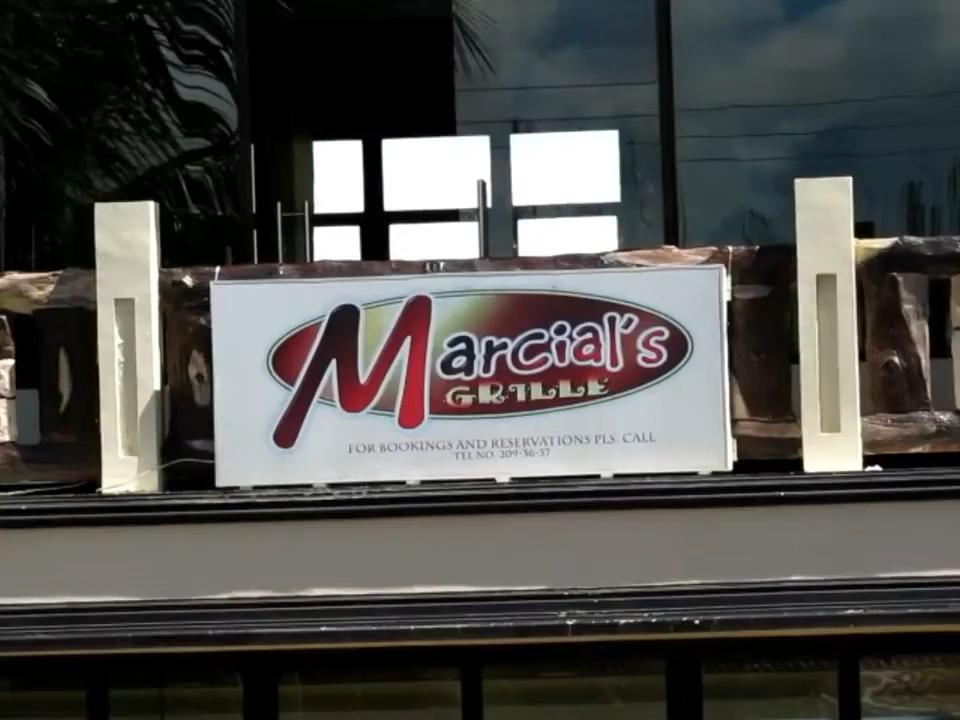 Marcial's
GRILLE
FOR BOOKINGS AND RESERVATIONS PLS. CALL
TEL NO. 209-56-57